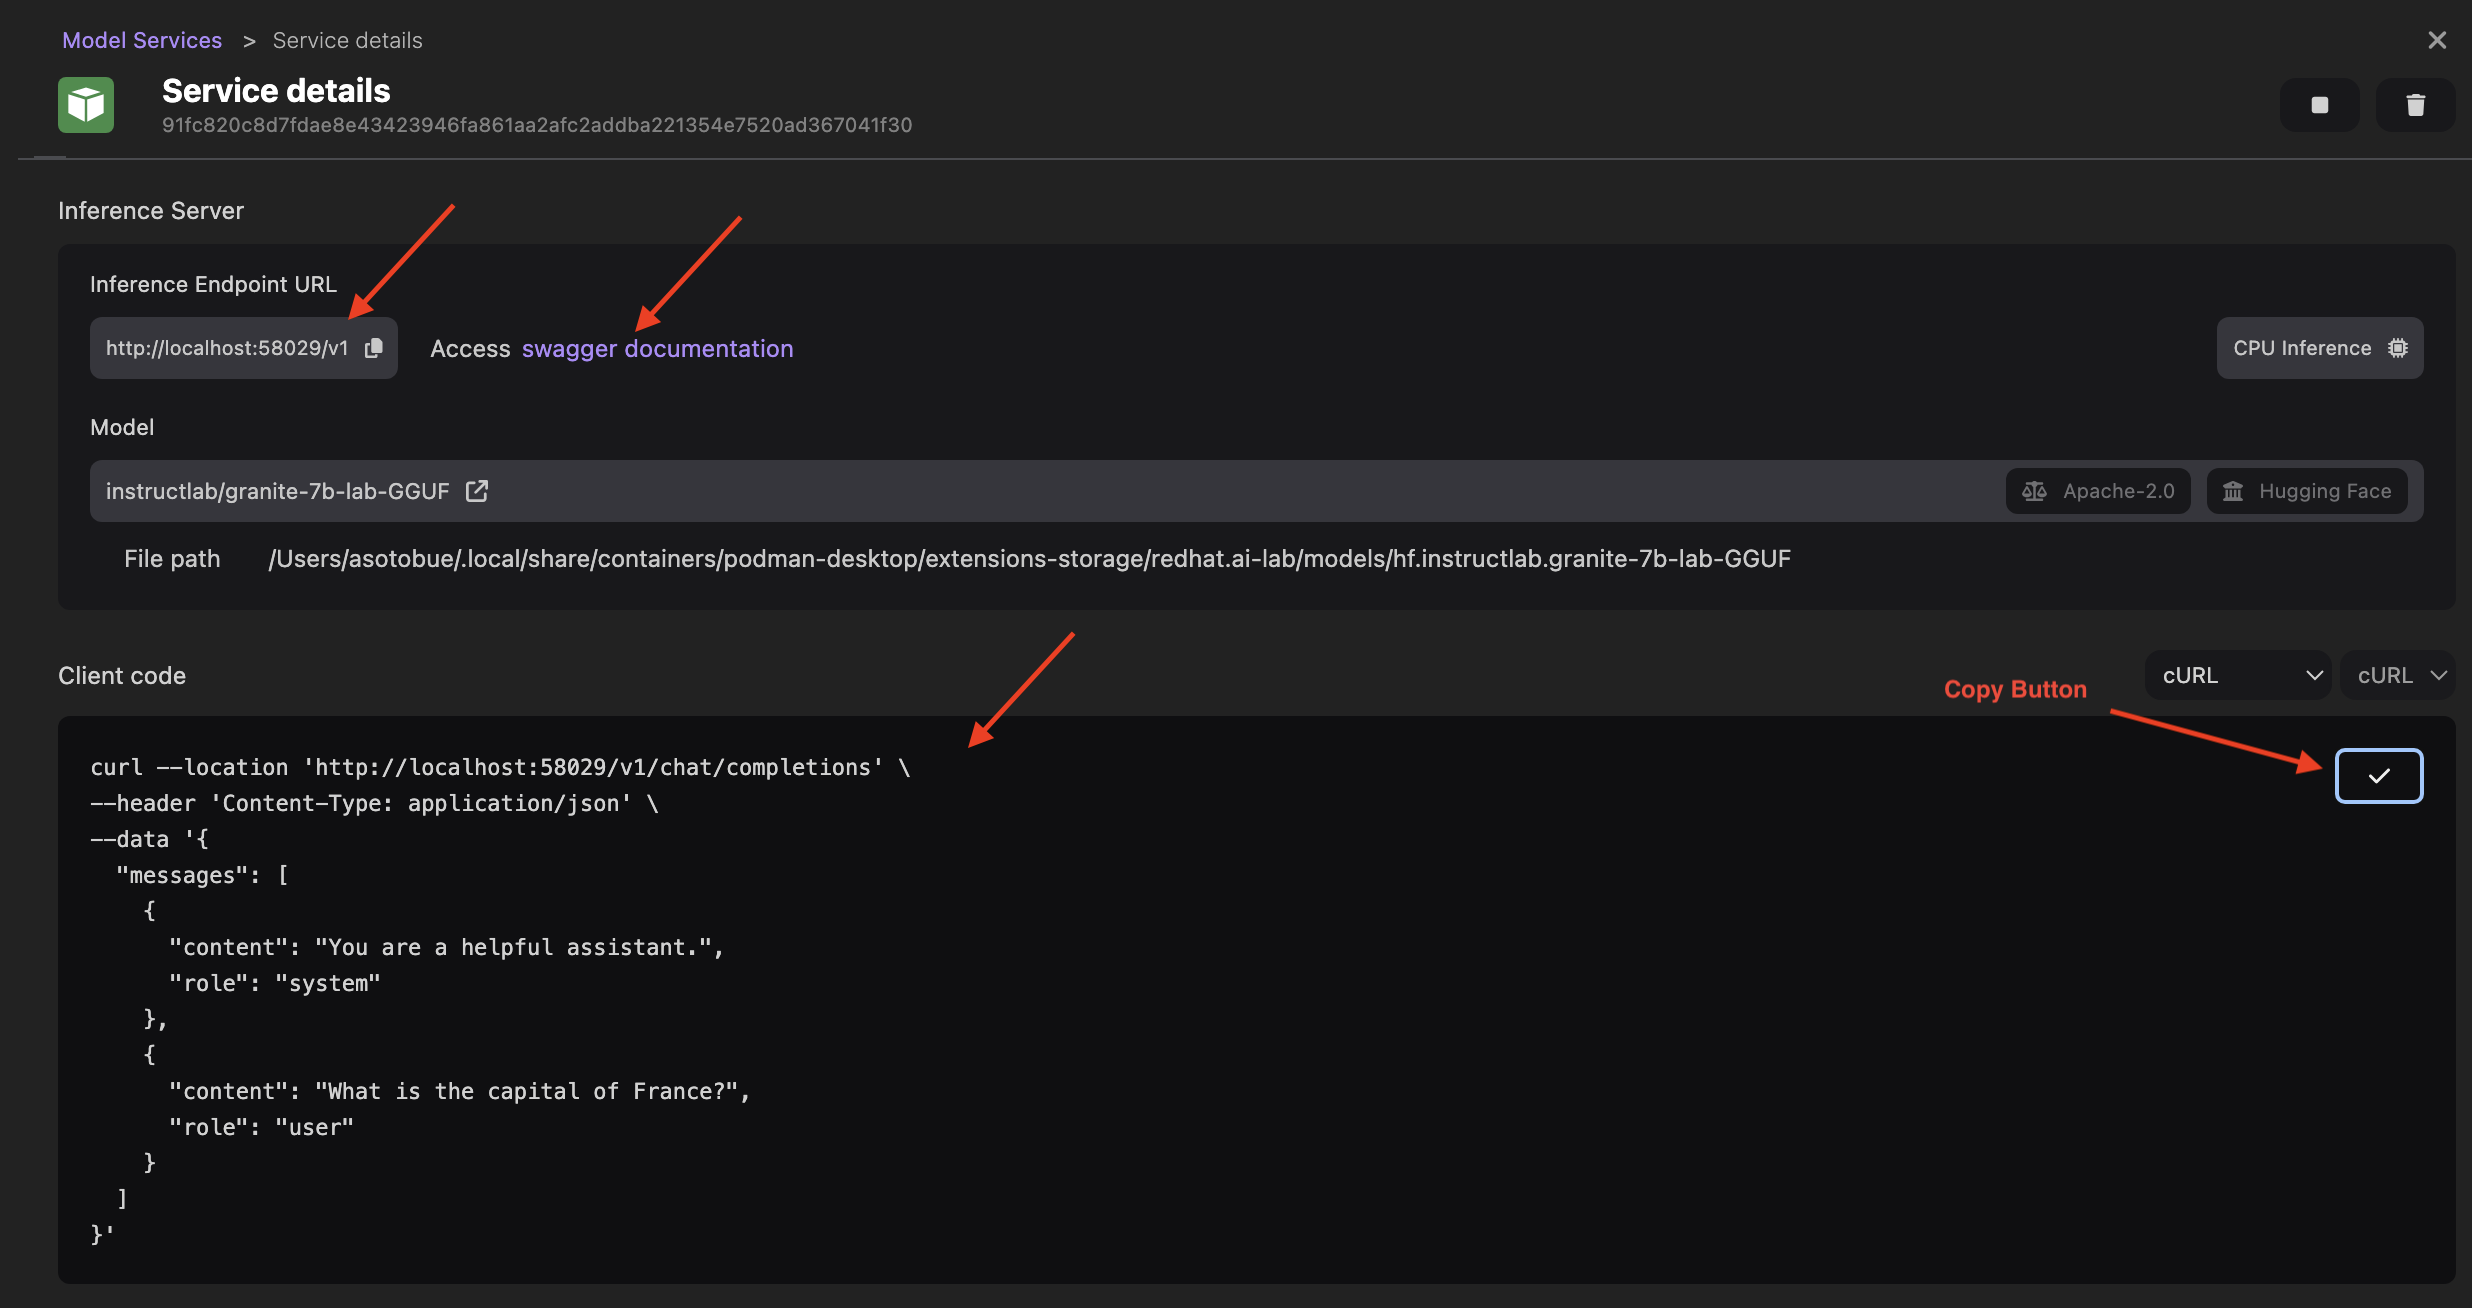 Model Services > Service details
Service details
91fc820c8d7fdae8e43423946fa861aa2afc2addba221354e7520ad367041f30
Inference Server
Inference Endpoint URL
http://localhost:58029/v1
Access swagger documentation
CPU Inference
Model
instructlab/granite-7b-lab-GGUF
Apache-2.0
Hugging Face
File path /Users/asotobue/.local/share/containers/podman-desktop/extensions-storage/redhat.ai-lab/models/hf.instructlab.granite-7b-lab-GGUF
Client code
Copy Button
cURL
cURL
curl --location 'http://localhost:58029/v1/chat/completions' \
--header 'Content-Type: application/json' \
--data '{
  "messages": [
    {
      "content": "You are a helpful assistant.",
      "role": "system"
    },
    {
      "content": "What is the capital of France?",
      "role": "user"
    }
  ]
}'